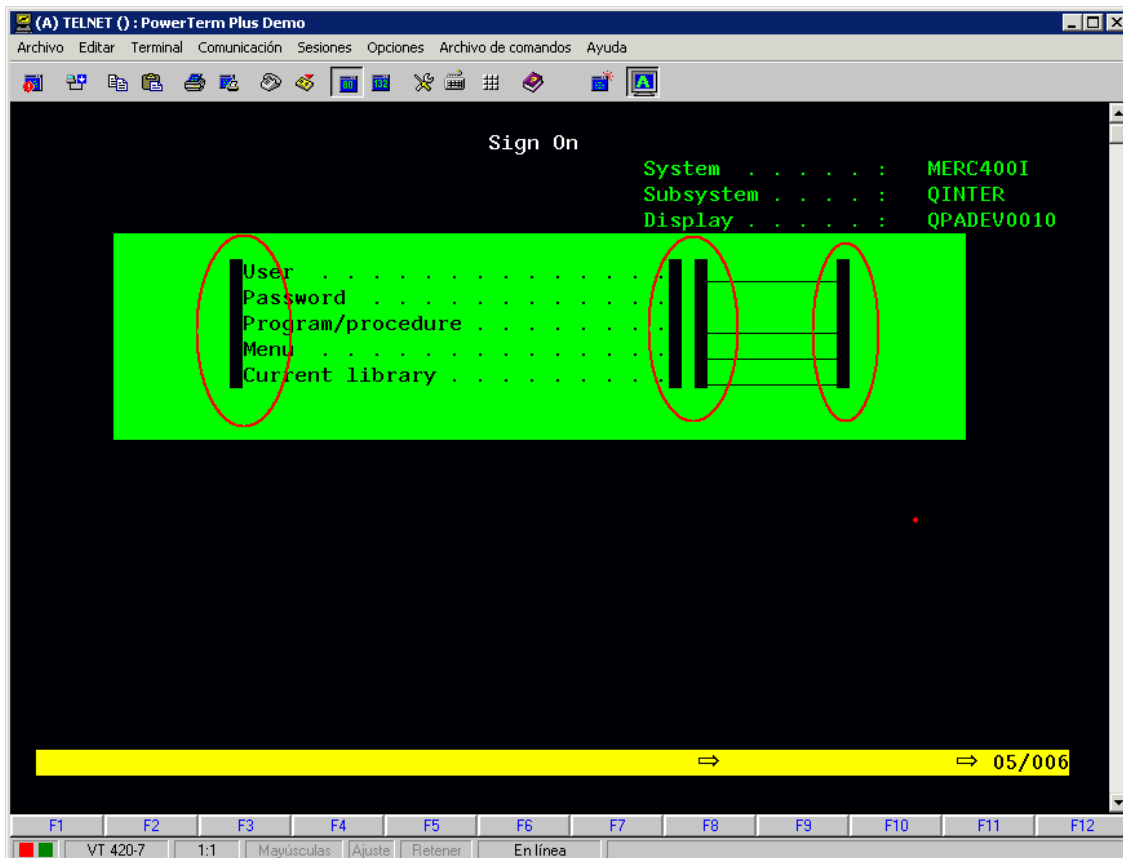 (A) TELNET () : PowerTerm Plus Demo
Archivo Editar Terminal Comunicación Sesiones Opciones Archivo de comandos Ayuda
80 132 A
Sign On
System . . . . . : MERC400I
Subsystem . . . . : QINTER
Display . . . . . : QPADEV0010
User . . . . . . . . . . . . . .
Password . . . . . . . . . . . .
Program/procedure . . . . . . . .
Menu . . . . . . . . . . . . . .
Current library . . . . . . . . .
⇨ ⇨ 05/006
F1 F2 F3 F4 F5 F6 F7 F8 F9 F10 F11 F12
VT 420-7 1:1 Mayúsculas Ajuste Retener En línea